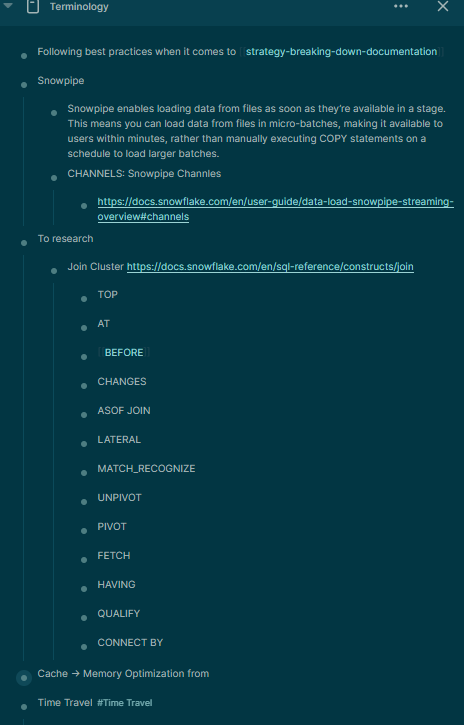 Terminology
Following best practices when it comes to [[strategy-breaking-down-documentation]]
Snowpipe
Snowpipe enables loading data from files as soon as they're available in a stage.
This means you can load data from files in micro-batches, making it available to
users within minutes, rather than manually executing COPY statements on a
schedule to load larger batches.
CHANNELS: Snowpipe Channles
https://docs.snowflake.com/en/user-guide/data-load-snowpipe-streaming-
overview#channels
To research
Join Cluster https://docs.snowflake.com/en/sql-reference/constructs/join
TOP
AT
[[BEFORE]]
CHANGES
ASOF JOIN
LATERAL
MATCH_RECOGNIZE
UNPIVOT
PIVOT
FETCH
HAVING
QUALIFY
CONNECT BY
Cache → Memory Optimization from
Time Travel #Time Travel